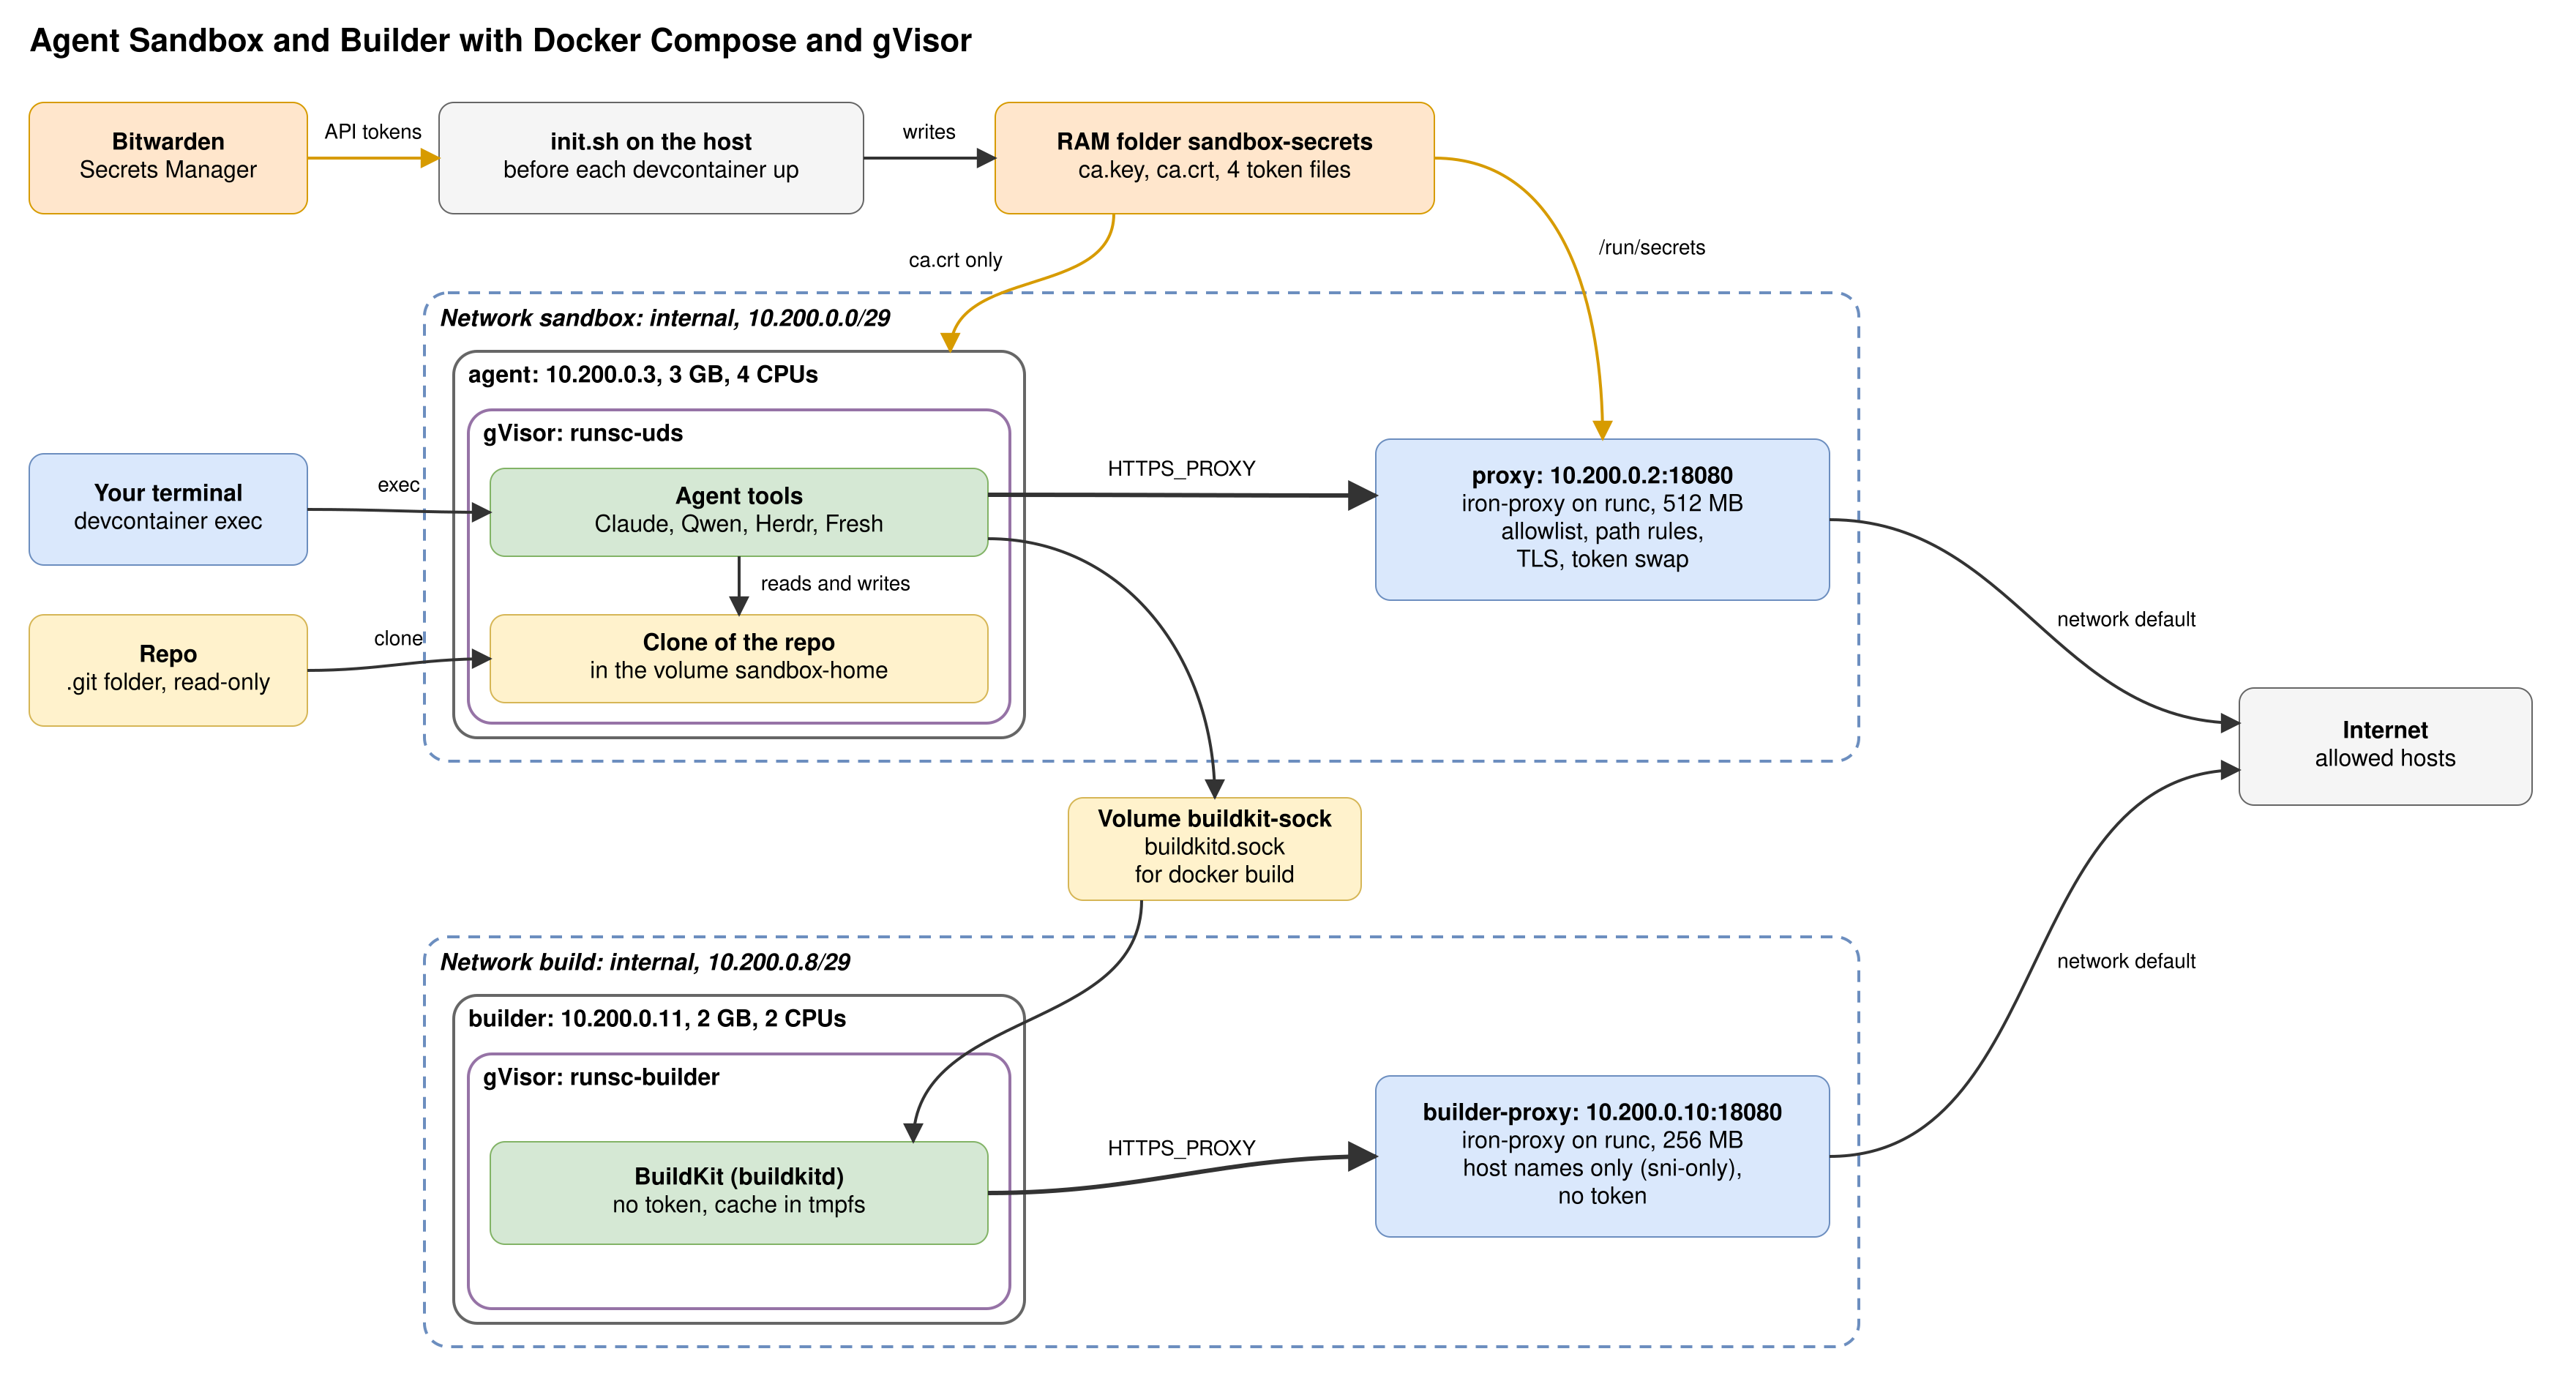 Agent Sandbox and Builder with Docker Compose and gVisor
Bitwarden
Secrets Manager
API tokens
init.sh on the host
before each devcontainer up
writes
RAM folder sandbox-secrets
ca.key, ca.crt, 4 token files
ca.crt only
/run/secrets
Network sandbox: internal, 10.200.0.0/29
agent: 10.200.0.3, 3 GB, 4 CPUs
gVisor: runsc-uds
Your terminal
devcontainer exec
exec
Agent tools
Claude, Qwen, Herdr, Fresh
HTTPS_PROXY
proxy: 10.200.0.2:18080
iron-proxy on runc, 512 MB
allowlist, path rules,
TLS, token swap
reads and writes
Repo
.git folder, read-only
clone
Clone of the repo
in the volume sandbox-home
network default
Internet
allowed hosts
Volume buildkit-sock
buildkitd.sock
for docker build
Network build: internal, 10.200.0.8/29
builder: 10.200.0.11, 2 GB, 2 CPUs
gVisor: runsc-builder
BuildKit (buildkitd)
no token, cache in tmpfs
HTTPS_PROXY
builder-proxy: 10.200.0.10:18080
iron-proxy on runc, 256 MB
host names only (sni-only),
no token
network default